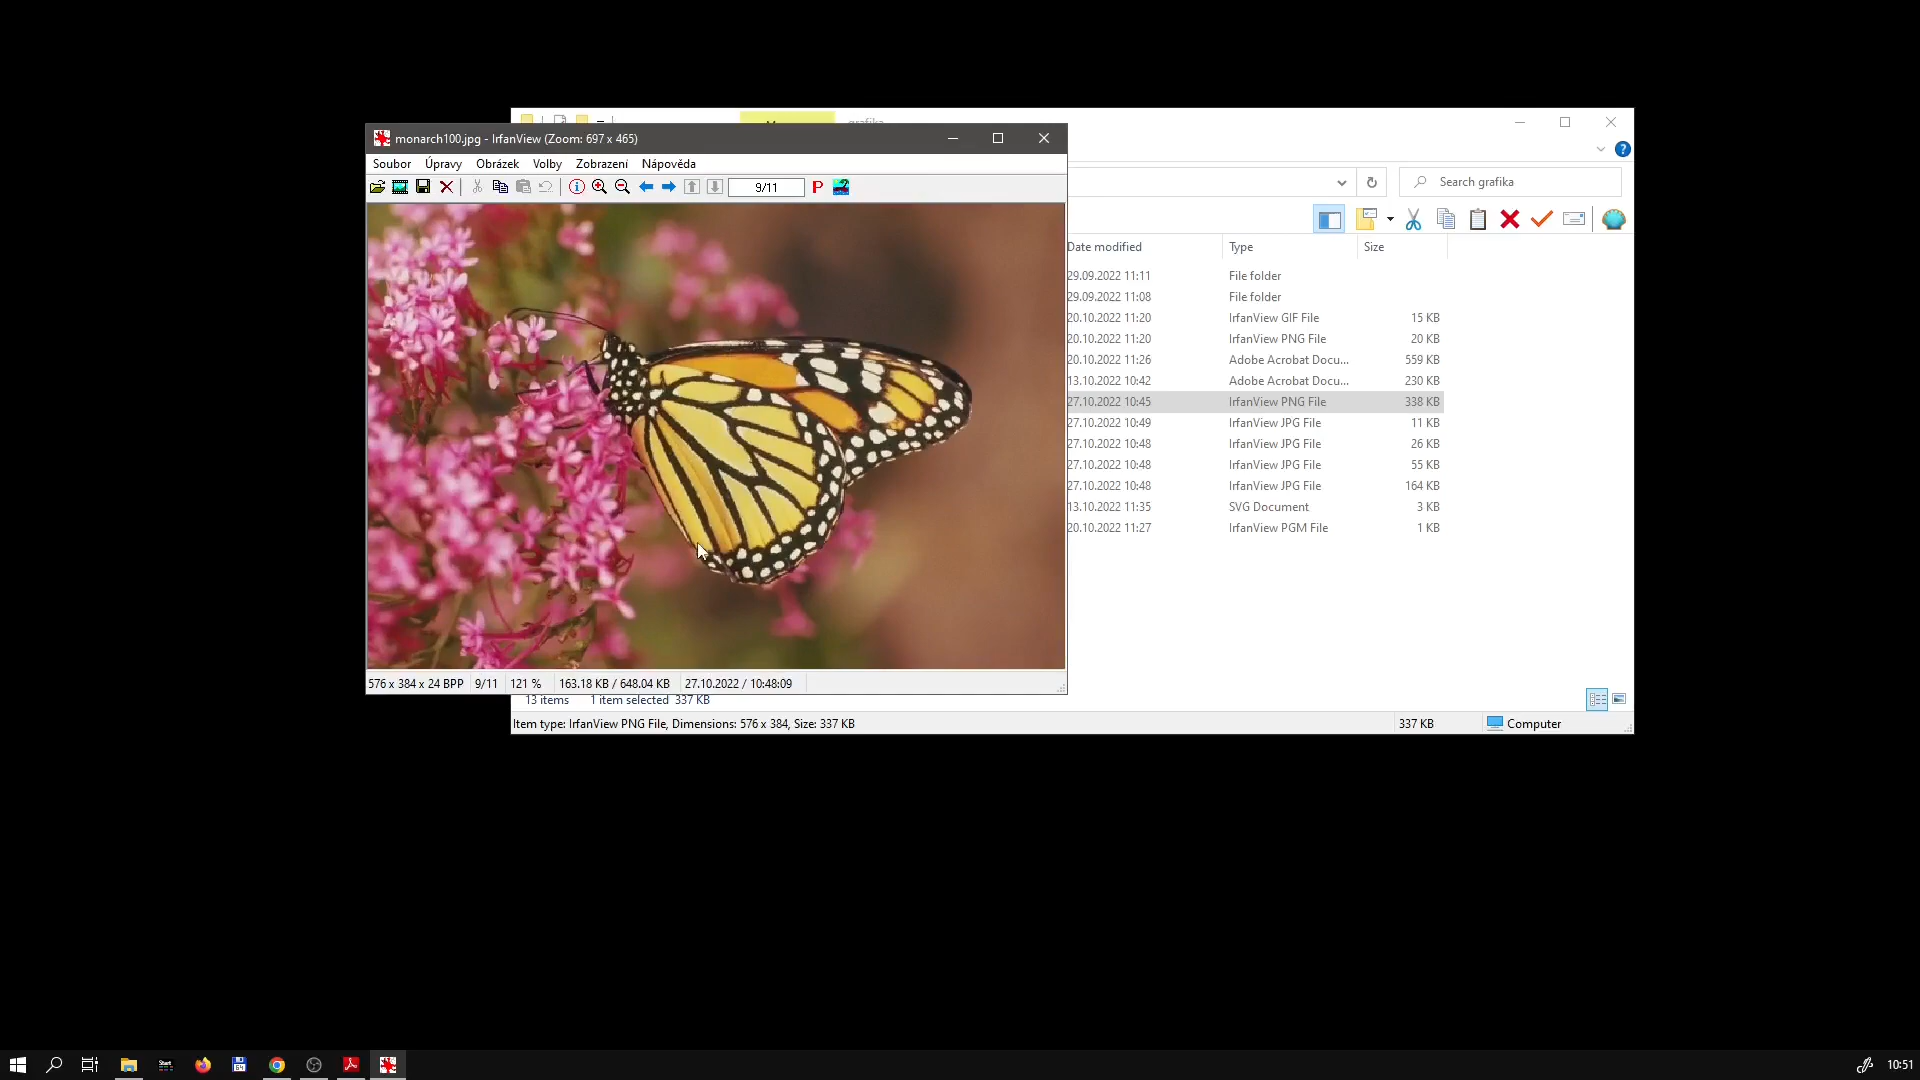 monarch100.jpg - IrfanView (Zoom: 697 x 465)
Soubor Úpravy Obrázek Volby Zobrazení Nápověda
9/11 P
Search grafika
Date modified Type Size
29.09.2022 11:11 File folder
29.09.2022 11:08 File folder
20.10.2022 11:20 IrfanView GIF File 15 KB
20.10.2022 11:20 IrfanView PNG File 20 KB
20.10.2022 11:26 Adobe Acrobat Docu... 559 KB
13.10.2022 10:42 Adobe Acrobat Docu... 230 KB
27.10.2022 10:45 IrfanView PNG File 338 KB
27.10.2022 10:49 IrfanView JPG File 11 KB
27.10.2022 10:48 IrfanView JPG File 26 KB
27.10.2022 10:48 IrfanView JPG File 55 KB
27.10.2022 10:48 IrfanView JPG File 164 KB
13.10.2022 11:35 SVG Document 3 KB
20.10.2022 11:27 IrfanView PGM File 1 KB
576 x 384 x 24 BPP 9/11 121 % 163.18 KB / 648.04 KB 27.10.2022 / 10:48:09
13 items 1 item selected 337 KB
Item type: IrfanView PNG File, Dimensions: 576 x 384, Size: 337 KB 337 KB Computer
Start
10:51